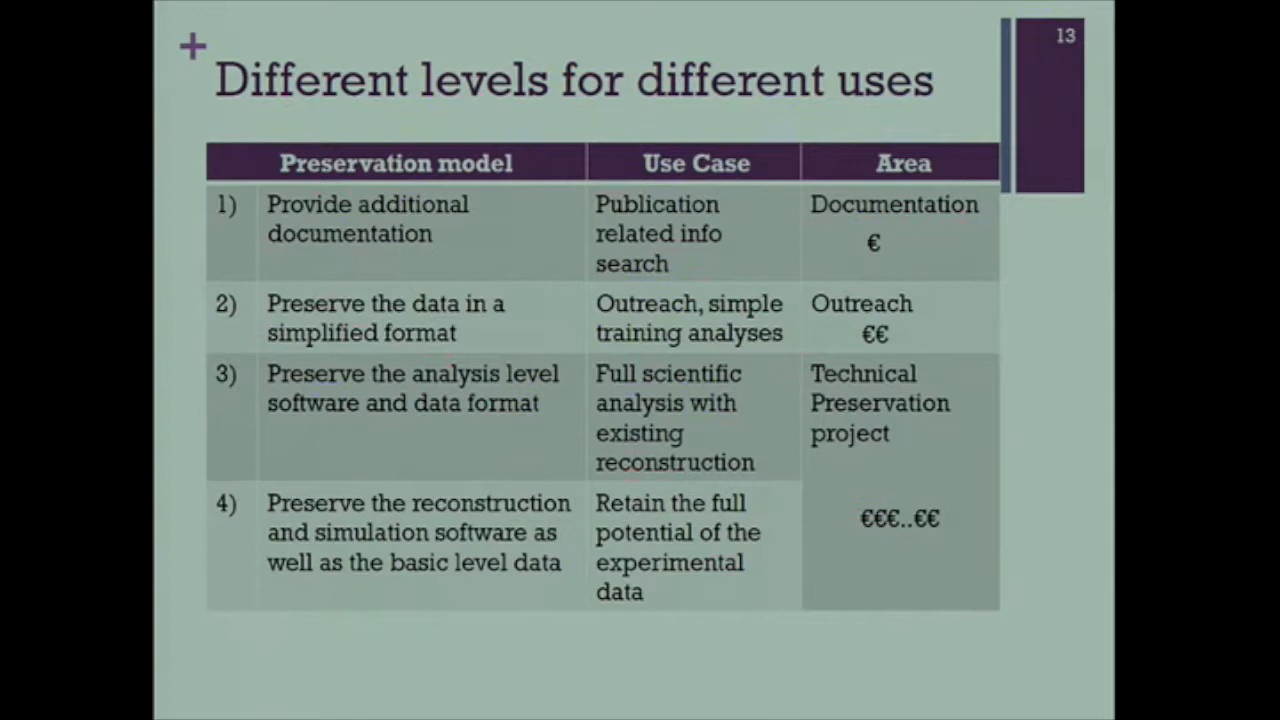 13
+
Different levels for different uses
Preservation model Use Case Area
1) Provide additional documentation
Publication related info search
Documentation
€
2) Preserve the data in a simplified format
Outreach, simple training analyses
Outreach
€€
3) Preserve the analysis level software and data format
Full scientific analysis with existing reconstruction
Technical Preservation project
4) Preserve the reconstruction and simulation software as well as the basic level data
Retain the full potential of the experimental data
€€€..€€